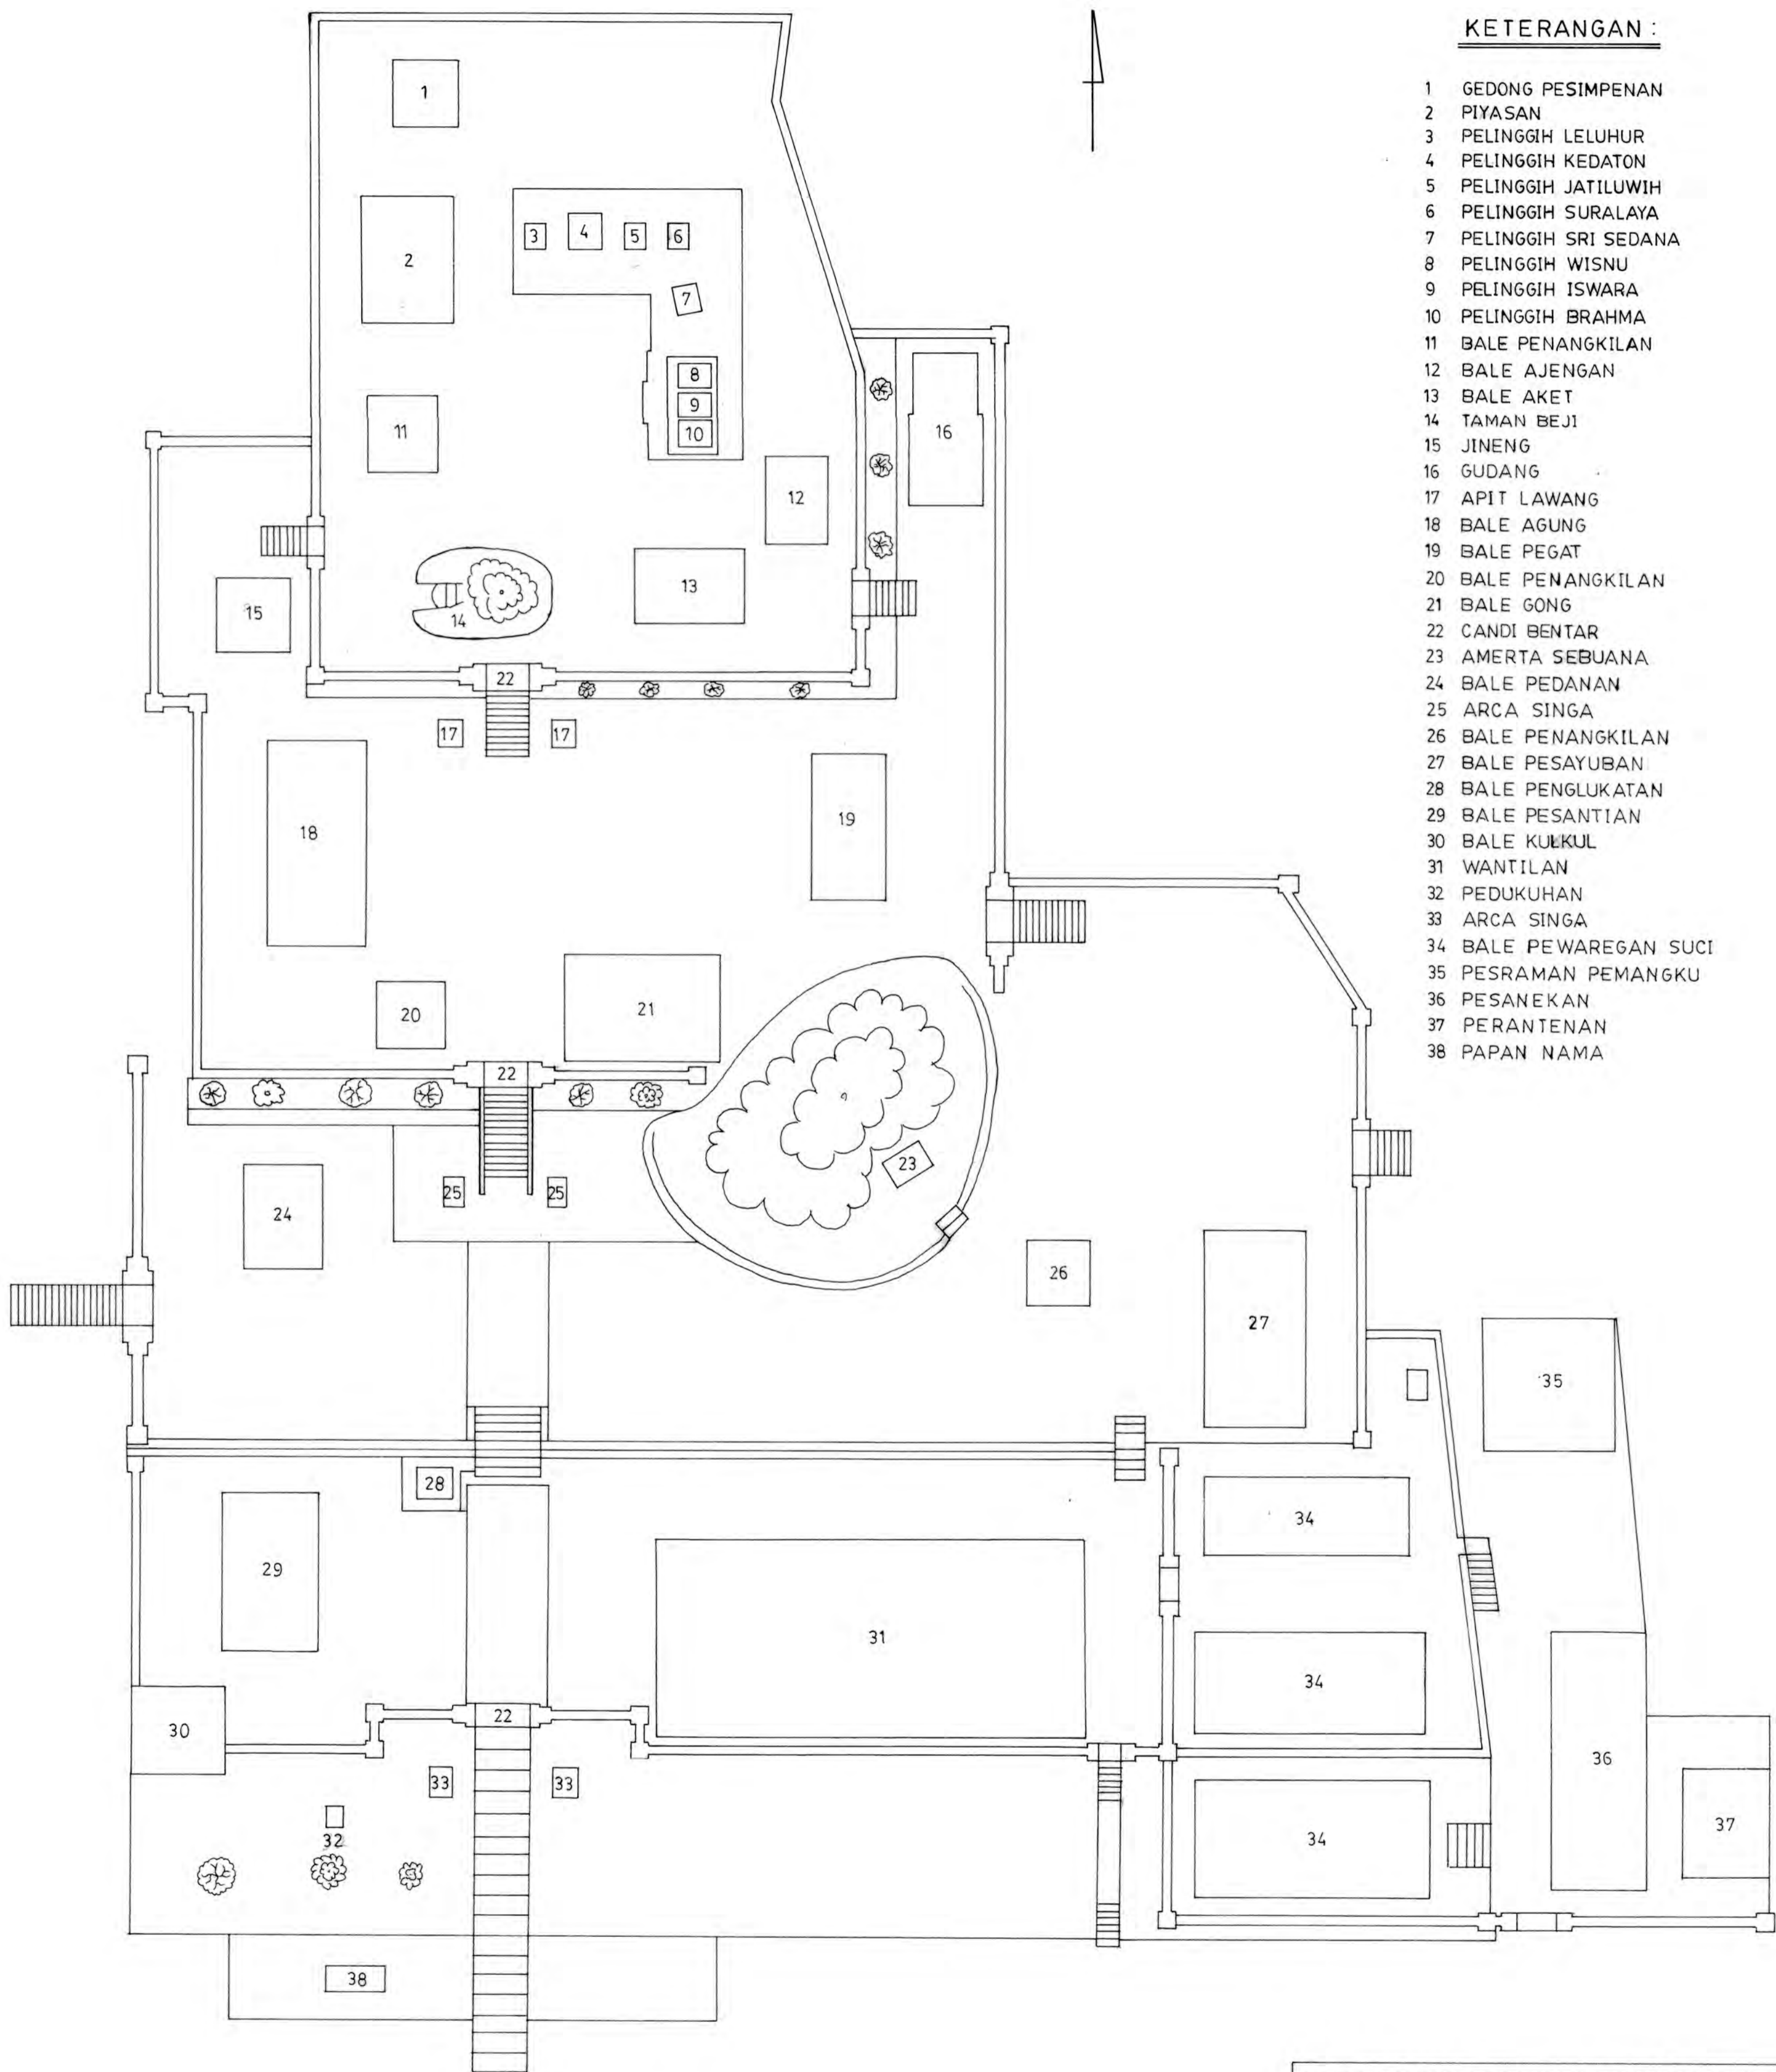 KETERANGAN :
1 GEDONG PESIMPENAN
2 PIYASAN
3 PELINGGIH LELUHUR
4 PELINGGIH KEDATON
5 PELINGGIH JATILUWIH
6 PELINGGIH SURALAYA
7 PELINGGIH SRI SEDANA
8 PELINGGIH WISNU
9 PELINGGIH ISWARA
10 PELINGGIH BRAHMA
11 BALE PENANGKILAN
12 BALE AJENGAN
13 BALE AKET
14 TAMAN BEJI
15 JINENG
16 GUDANG
17 APIT LAWANG
18 BALE AGUNG
19 BALE PEGAT
20 BALE PENANGKILAN
21 BALE GONG
22 CANDI BENTAR
23 AMERTA SEBUANA
24 BALE PEDANAN
25 ARCA SINGA
26 BALE PENANGKILAN
27 BALE PESAYUBAN
28 BALE PENGLUKATAN
29 BALE PESANTIAN
30 BALE KULKUL
31 WANTILAN
32 PEDUKUHAN
33 ARCA SINGA
34 BALE PEWAREGAN SUCI
35 PESRAMAN PEMANGKU
36 PESANEKAN
37 PERANTENAN
38 PAPAN NAMA
1
2
3 4 5 6
7
8
9
10
11
12
16
13
14
15
22
17 17
18
19
20
21
22
23
24
25 25
26
27
35
28
34
29
31
34
22
30
36
33 33
32
34
37
38